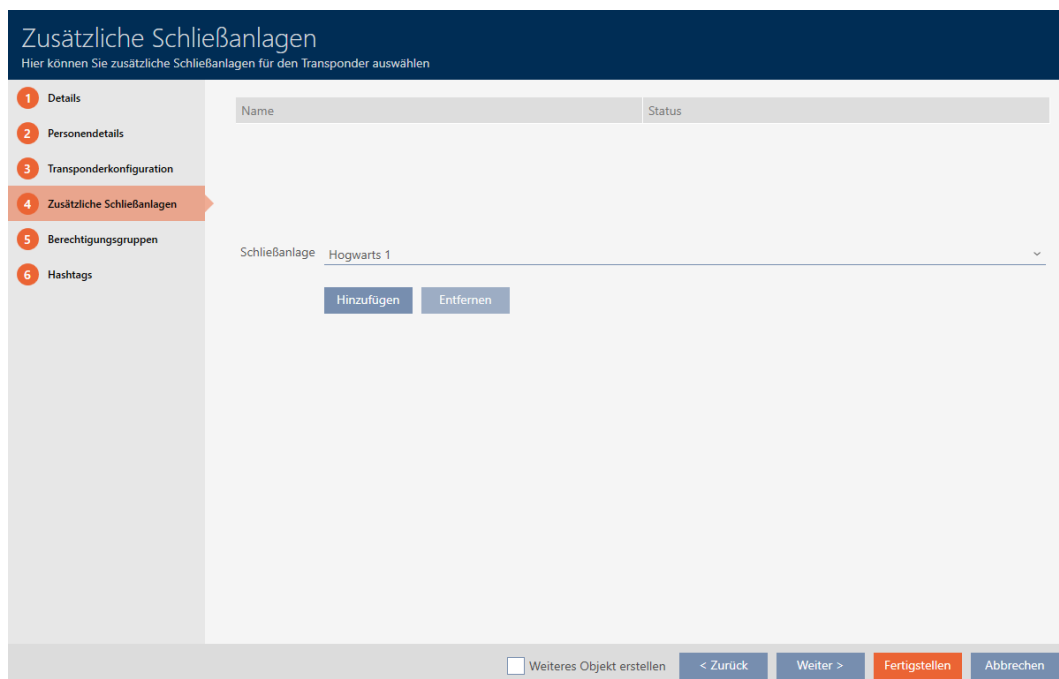 Zusätzliche Schließanlagen
Hier können Sie zusätzliche Schließanlagen für den Transponder auswählen
1 Details
2 Personendetails
3 Transponderkonfiguration
4 Zusätzliche Schließanlagen
5 Berechtigungsgruppen
6 Hashtags
Name Status
Schließanlage Hogwarts 1
Hinzufügen Entfernen
Weiteres Objekt erstellen < Zurück Weiter > Fertigstellen Abbrechen